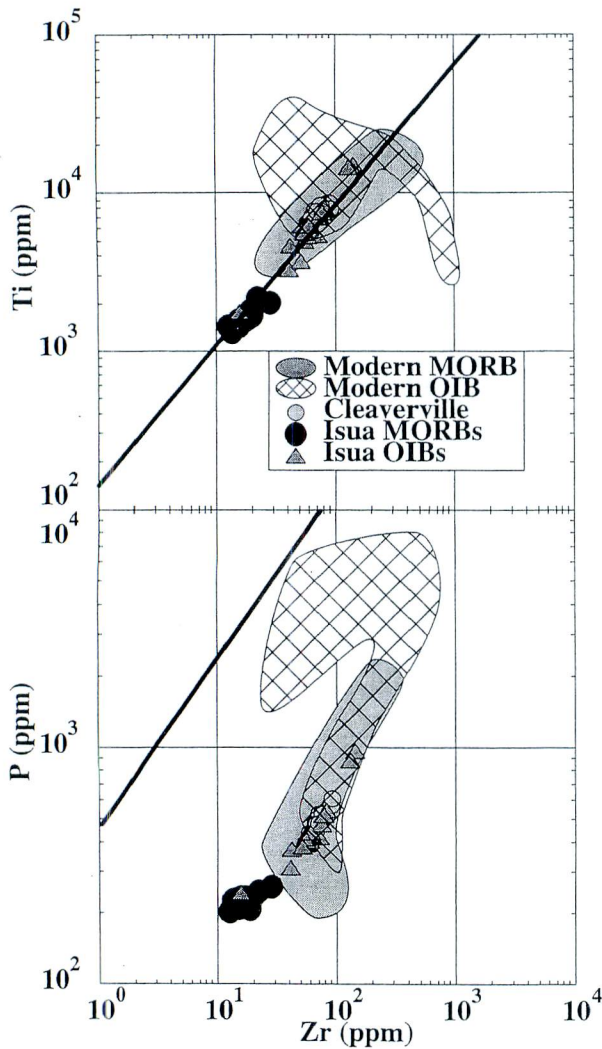 10^5
10^4
Ti (ppm)
10^3
Modern MORB
Modern OIB
Cleaverville
Isua MORBs
Isua OIBs
10^2
10^4
P (ppm)
10^3
10^2
10^0 10^1 10^2 10^3 10^4
Zr (ppm)